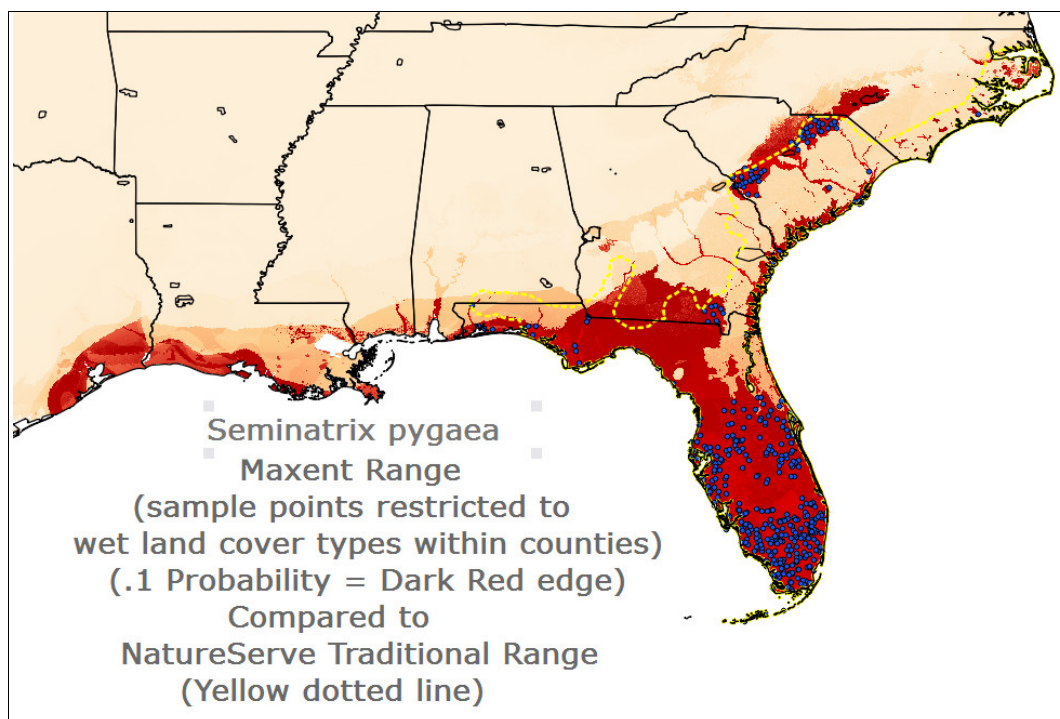 Seminatrix pygaea
Maxent Range
(sample points restricted to
wet land cover types within counties)
(.1 Probability = Dark Red edge)
Compared to
NatureServe Traditional Range
(Yellow dotted line)